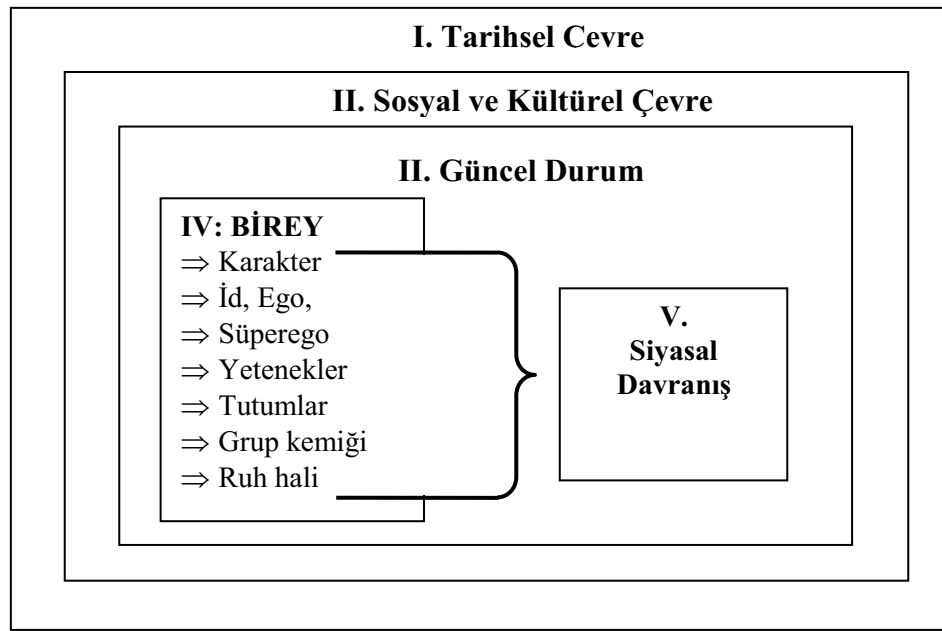 I. Tarihsel Cevre
II. Sosyal ve Kültürel Çevre
II. Güncel Durum
IV: BİREY
⇒ Karakter
⇒ İd, Ego,
⇒ Süperego
⇒ Yetenekler
⇒ Tutumlar
⇒ Grup kemiği
⇒ Ruh hali
V.
Siyasal
Davranış